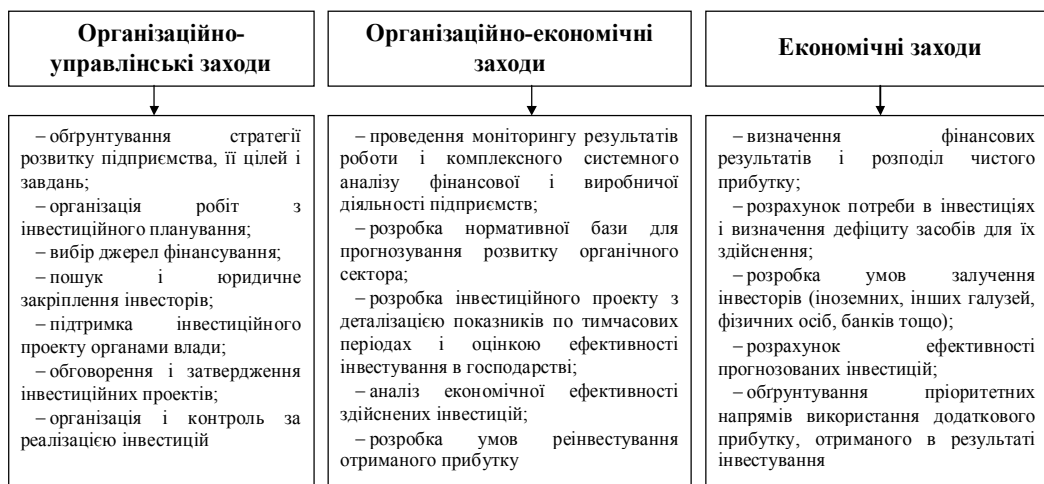 Організаційно-
управлінські заходи
– обґрунтування стратегії
розвитку підприємства, її цілей і
завдань;
– організація робіт з
інвестиційного планування;
– вибір джерел фінансування;
– пошук і юридичне
закріплення інвесторів;
– підтримка інвестиційного
проекту органами влади;
– обговорення і затвердження
інвестиційних проектів;
– організація і контроль за
реалізацією інвестицій
Організаційно-економічні
заходи
– проведення моніторингу результатів
роботи і комплексного системного
аналізу фінансової і виробничої
діяльності підприємств;
– розробка нормативної бази для
прогнозування розвитку органічного
сектора;
– розробка інвестиційного проекту з
деталізацією показників по тимчасових
періодах і оцінкою ефективності
інвестування в господарстві;
– аналіз економічної ефективності
здійснених інвестицій;
– розробка умов реінвестування
отриманого прибутку
Економічні заходи
– визначення фінансових
результатів і розподіл чистого
прибутку;
– розрахунок потреби в інвестиціях
і визначення дефіциту засобів для їх
здійснення;
– розробка умов залучення
інвесторів (іноземних, інших галузей,
фізичних осіб, банків тощо);
– розрахунок ефективності
прогнозованих інвестицій;
– обґрунтування пріоритетних
напрямів використання додаткового
прибутку, отриманого в результаті
інвестування